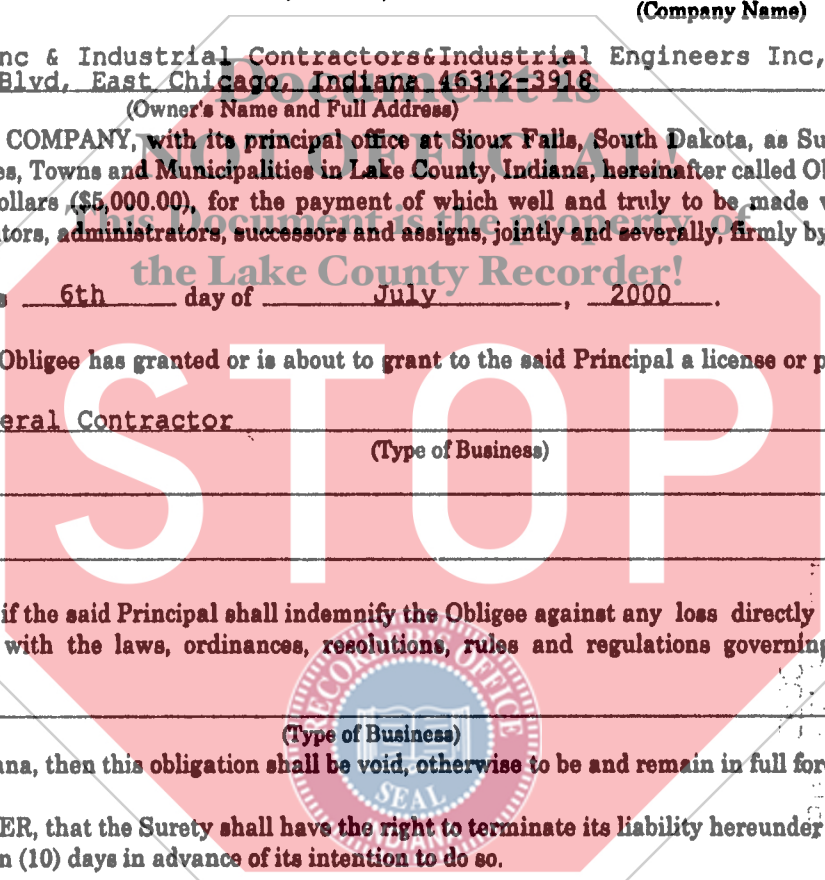 (Company Name)
nc & Industrial Contractors&Industrial Engineers Inc,
Blvd, East Chicago, Indiana 46312-3918
(Owner's Name and Full Address)
Document is
COMPANY, with its principal office at Sioux Falls, South Dakota, as Su
NOT OFFICIAL!
es, Towns and Municipalities in Lake County, Indiana, hereinafter called Ob
ollars ($5,000.00), for the payment of which well and truly to be made
This Document is the property of
tors, administrators, successors and assigns, jointly and severally, firmly by
the Lake County Recorder!
s 6th day of July, 2000.
Obligee has granted or is about to grant to the said Principal a license or p
eral Contractor
(Type of Business)
STOP
if the said Principal shall indemnify the Obligee against any loss directly
with the laws, ordinances, resolutions, rules and regulations governing
RECORDER'S OFFICE
(Type of Business)
ana, then this obligation shall be void, otherwise to be and remain in full for
SEAL
ER, that the Surety shall have the right to terminate its liability hereunder
INDIANA
n (10) days in advance of its intention to do so.